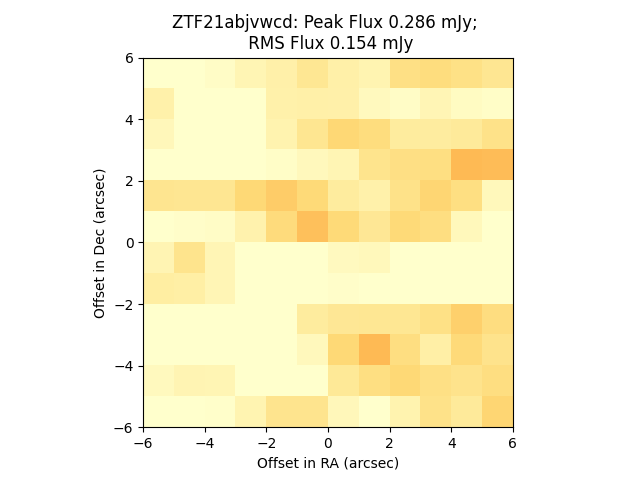 ZTF21abjvwcd: Peak Flux 0.286 mJy;
RMS Flux 0.154 mJy
6
4
2
0
−2
−4
−6
Offset in Dec (arcsec)
−6 −4 −2 0 2 4 6
Offset in RA (arcsec)